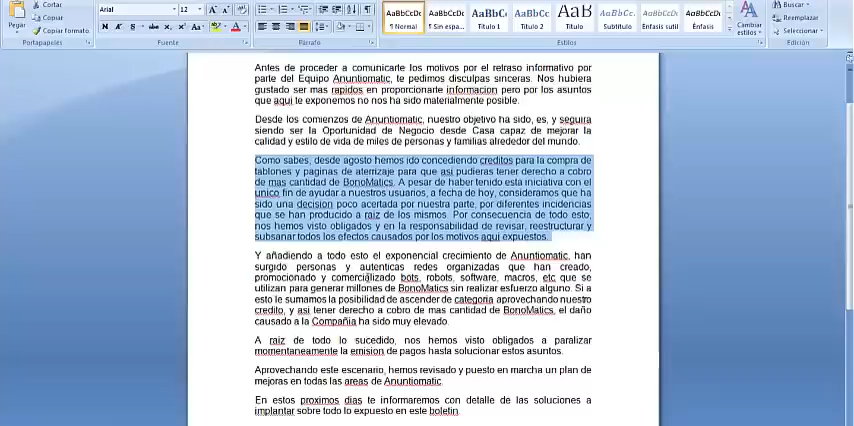 Cortar
Copiar
Pegar
Copiar formato
Portapapeles
Arial
12
Fuente
Párrafo
AaBbCcDc
¶ Normal
AaBbCcDc
¶ Sin espa...
AaBbC
Título 1
AaBbCc
Título 2
AaB
Título
AaBbCc.
Subtítulo
AaBbCcDc
Énfasis sutil
AaBbCcDc
Énfasis
Estilos
Cambiar
estilos
Buscar
Reemplazar
Seleccionar
Edición
Antes de proceder a comunicarte los motivos por el retraso informativo por
parte del Equipo Anuntiomatic, te pedimos disculpas sinceras. Nos hubiera
gustado ser mas rapidos en proporcionarte informacion pero por los asuntos
que aqui te exponemos no nos ha sido materialmente posible.
Desde los comienzos de Anuntiomatic, nuestro objetivo ha sido, es, y seguira
siendo ser la Oportunidad de Negocio desde Casa capaz de mejorar la
calidad y estilo de vida de miles de personas y familias alrededor del mundo.
Como sabes, desde agosto hemos ido concediendo creditos para la compra de
tablones y paginas de aterrizaje para que asi pudieras tener derecho a cobro
de mas cantidad de BonoMatics. A pesar de haber tenido esta iniciativa con el
unico fin de ayudar a nuestros usuarios, a fecha de hoy, consideramos que ha
sido una decision poco acertada por nuestra parte, por diferentes incidencias
que se han producido a raiz de los mismos. Por consecuencia de todo esto,
nos hemos visto obligados y en la responsabilidad de revisar, reestructurar y
subsanar todos los efectos causados por los motivos aqui expuestos.
Y añadiendo a todo esto el exponencial crecimiento de Anuntiomatic, han
surgido personas y autenticas redes organizadas que han creado,
promocionado y comercializado bots, robots, software, macros, etc que se
utilizan para generar millones de BonoMatics sin realizar esfuerzo alguno. Si a
esto le sumamos la posibilidad de ascender de categoria aprovechando nuestro
credito, y asi tener derecho a cobro de mas cantidad de BonoMatics, el daño
causado a la Compañia ha sido muy elevado.
A raiz de todo lo sucedido, nos hemos visto obligados a paralizar
momentaneamente la emision de pagos hasta solucionar estos asuntos.
Aprovechando este escenario, hemos revisado y puesto en marcha un plan de
mejoras en todas las areas de Anuntiomatic.
En estos proximos dias te informaremos con detalle de las soluciones a
implantar sobre todo lo expuesto en este boletin.